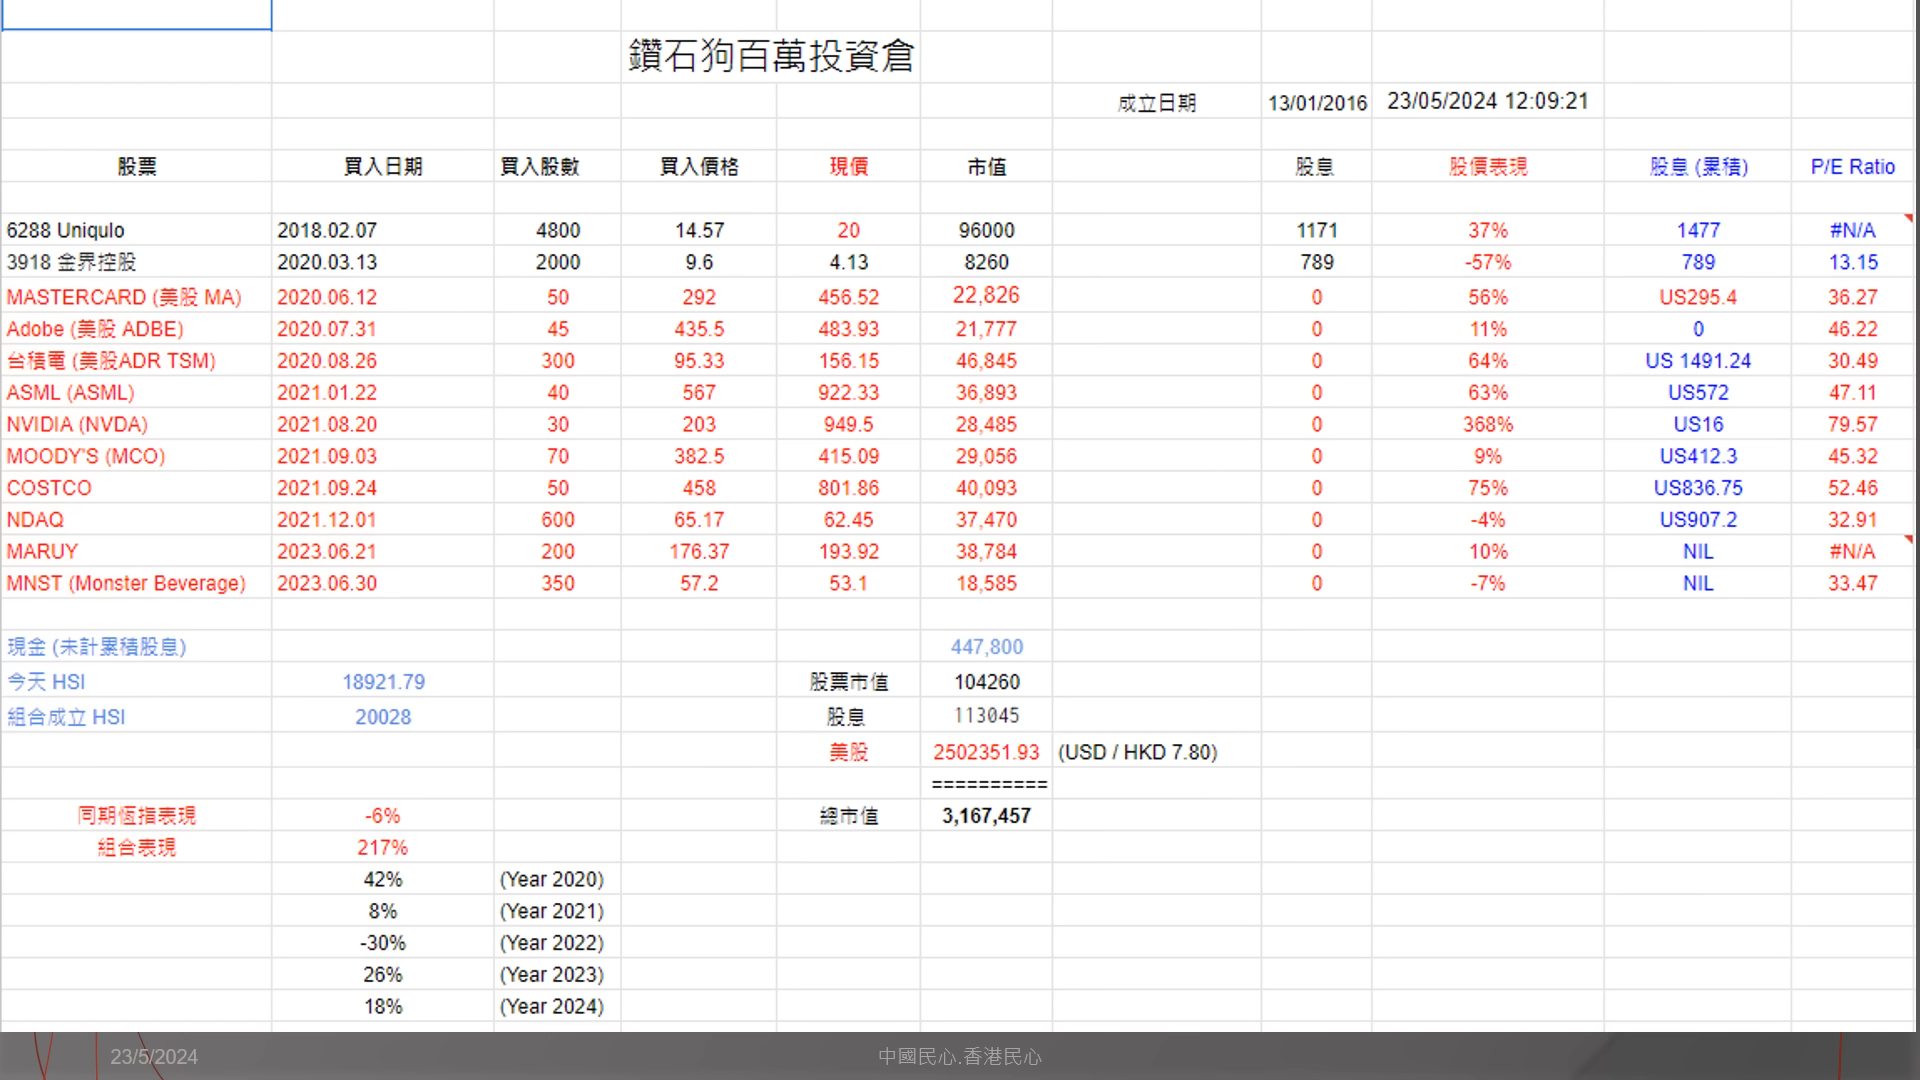 鑽石狗百萬投資倉
成立日期 13/01/2016 23/05/2024 12:09:21
股票 買入日期 買入股數 買入價格 現價 市值 股息 股價表現 股息 (累積) P/E Ratio
6288 Uniqulo 2018.02.07 4800 14.57 20 96000 1171 37% 1477 #N/A
3918 金界控股 2020.03.13 2000 9.6 4.13 8260 789 -57% 789 13.15
MASTERCARD (美股 MA) 2020.06.12 50 292 456.52 22,826 0 56% US295.4 36.27
Adobe (美股 ADBE) 2020.07.31 45 435.5 483.93 21,777 0 11% 0 46.22
台積電 (美股ADR TSM) 2020.08.26 300 95.33 156.15 46,845 0 64% US 1491.24 30.49
ASML (ASML) 2021.01.22 40 567 922.33 36,893 0 63% US572 47.11
NVIDIA (NVDA) 2021.08.20 30 203 949.5 28,485 0 368% US16 79.57
MOODY'S (MCO) 2021.09.03 70 382.5 415.09 29,056 0 9% US412.3 45.32
COSTCO 2021.09.24 50 458 801.86 40,093 0 75% US836.75 52.46
NDAQ 2021.12.01 600 65.17 62.45 37,470 0 -4% US907.2 32.91
MARUY 2023.06.21 200 176.37 193.92 38,784 0 10% NIL #N/A
MNST (Monster Beverage) 2023.06.30 350 57.2 53.1 18,585 0 -7% NIL 33.47
現金 (未計累積股息) 447,800
今天 HSI 18921.79 股票市值 104260
組合成立 HSI 20028 股息 113045
美股 2502351.93 (USD / HKD 7.80)
==========
同期恆指表現 -6% 總市值 3,167,457
組合表現 217%
42% (Year 2020)
8% (Year 2021)
-30% (Year 2022)
26% (Year 2023)
18% (Year 2024)
23/5/2024 中國民心.香港民心